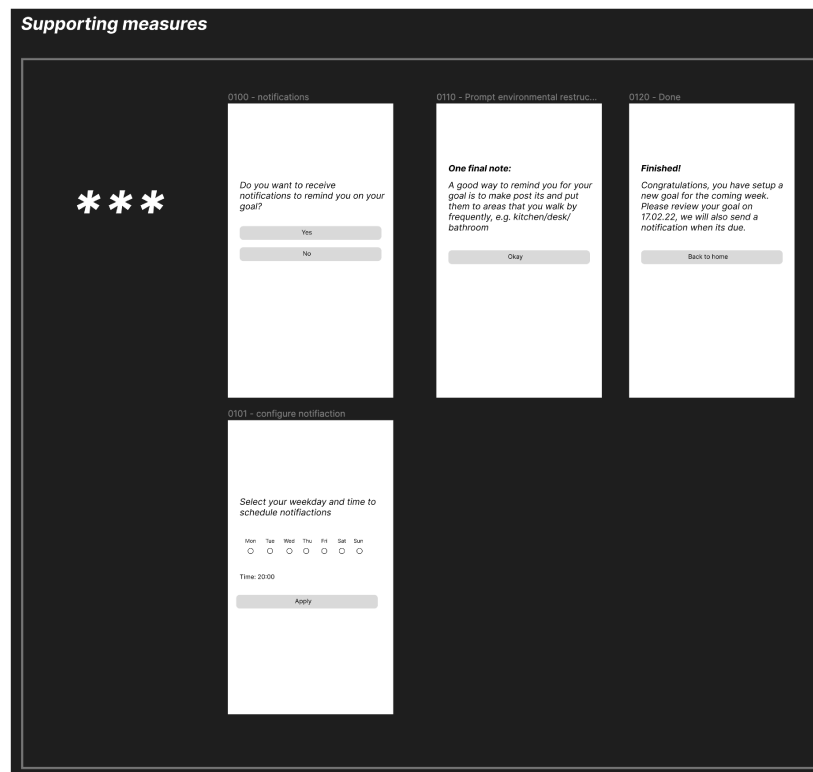 Supporting measures
0100 - notifications
0110 - Prompt environmental restruc...
0120 - Done
***
Do you want to receive
notifications to remind you on your
goal?
Yes
No
One final note:
A good way to remind you for your
goal is to make post its and put
them to areas that you walk by
frequently, e.g. kitchen/desk/
bathroom
Okay
Finished!
Congratulations, you have setup a
new goal for the coming week.
Please review your goal on
17.02.22, we will also send a
notification when its due.
Back to home
0101 - configure notifiaction
Select your weekday and time to
schedule notifiactions
Mon Tue Wed Thu Fri Sat Sun
Time: 20:00
Apply